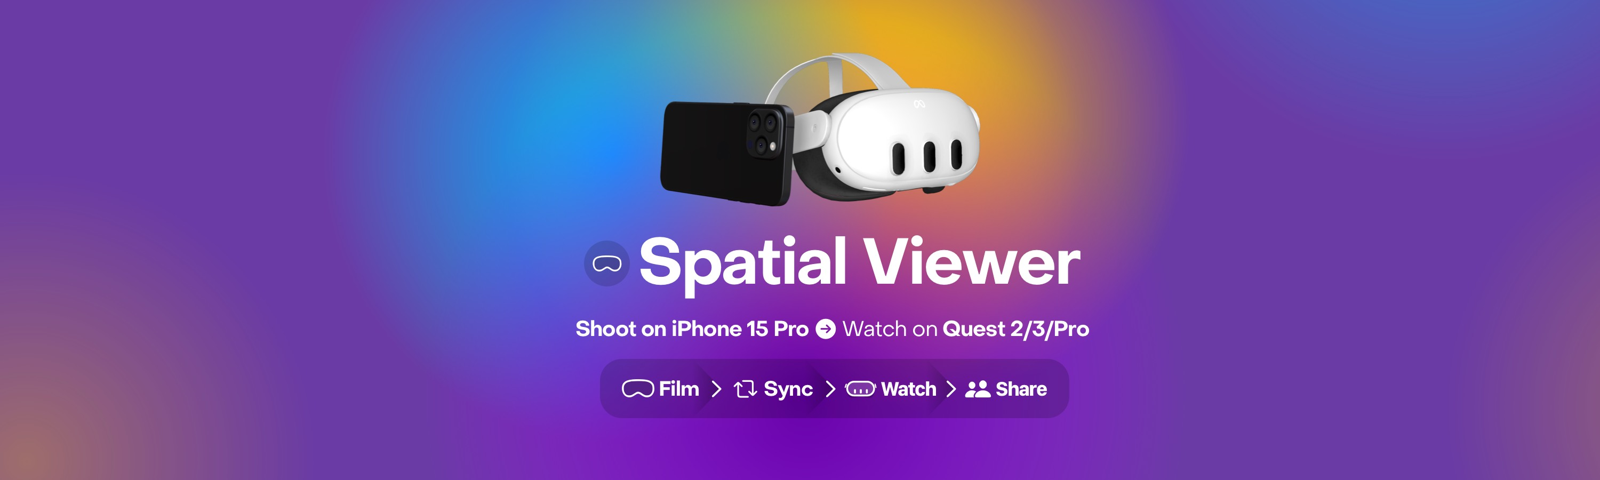 Spatial Viewer
Shoot on iPhone 15 Pro Watch on Quest 2/3/Pro
Film Sync Watch Share